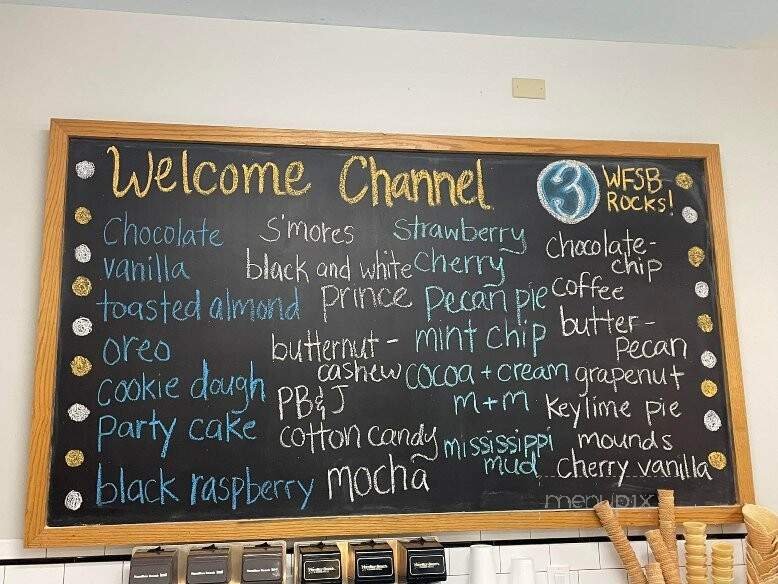 Welcome Channel 3
WFSB
ROCKS!
Chocolate
vanilla
toasted almond
oreo
cookie dough
Party cake
black raspberry
S'mores
black and white
prince
butternut-
cashew
PB&J
cotton candy
mocha
Strawberry
Cherry
Pecan pie
mint chip
cocoa + cream
m+m
mississippi
mud
chocolate-
chip
coffee
butter-
Pecan
grapenut
Keylime pie
mounds
cherry vanilla
menupix